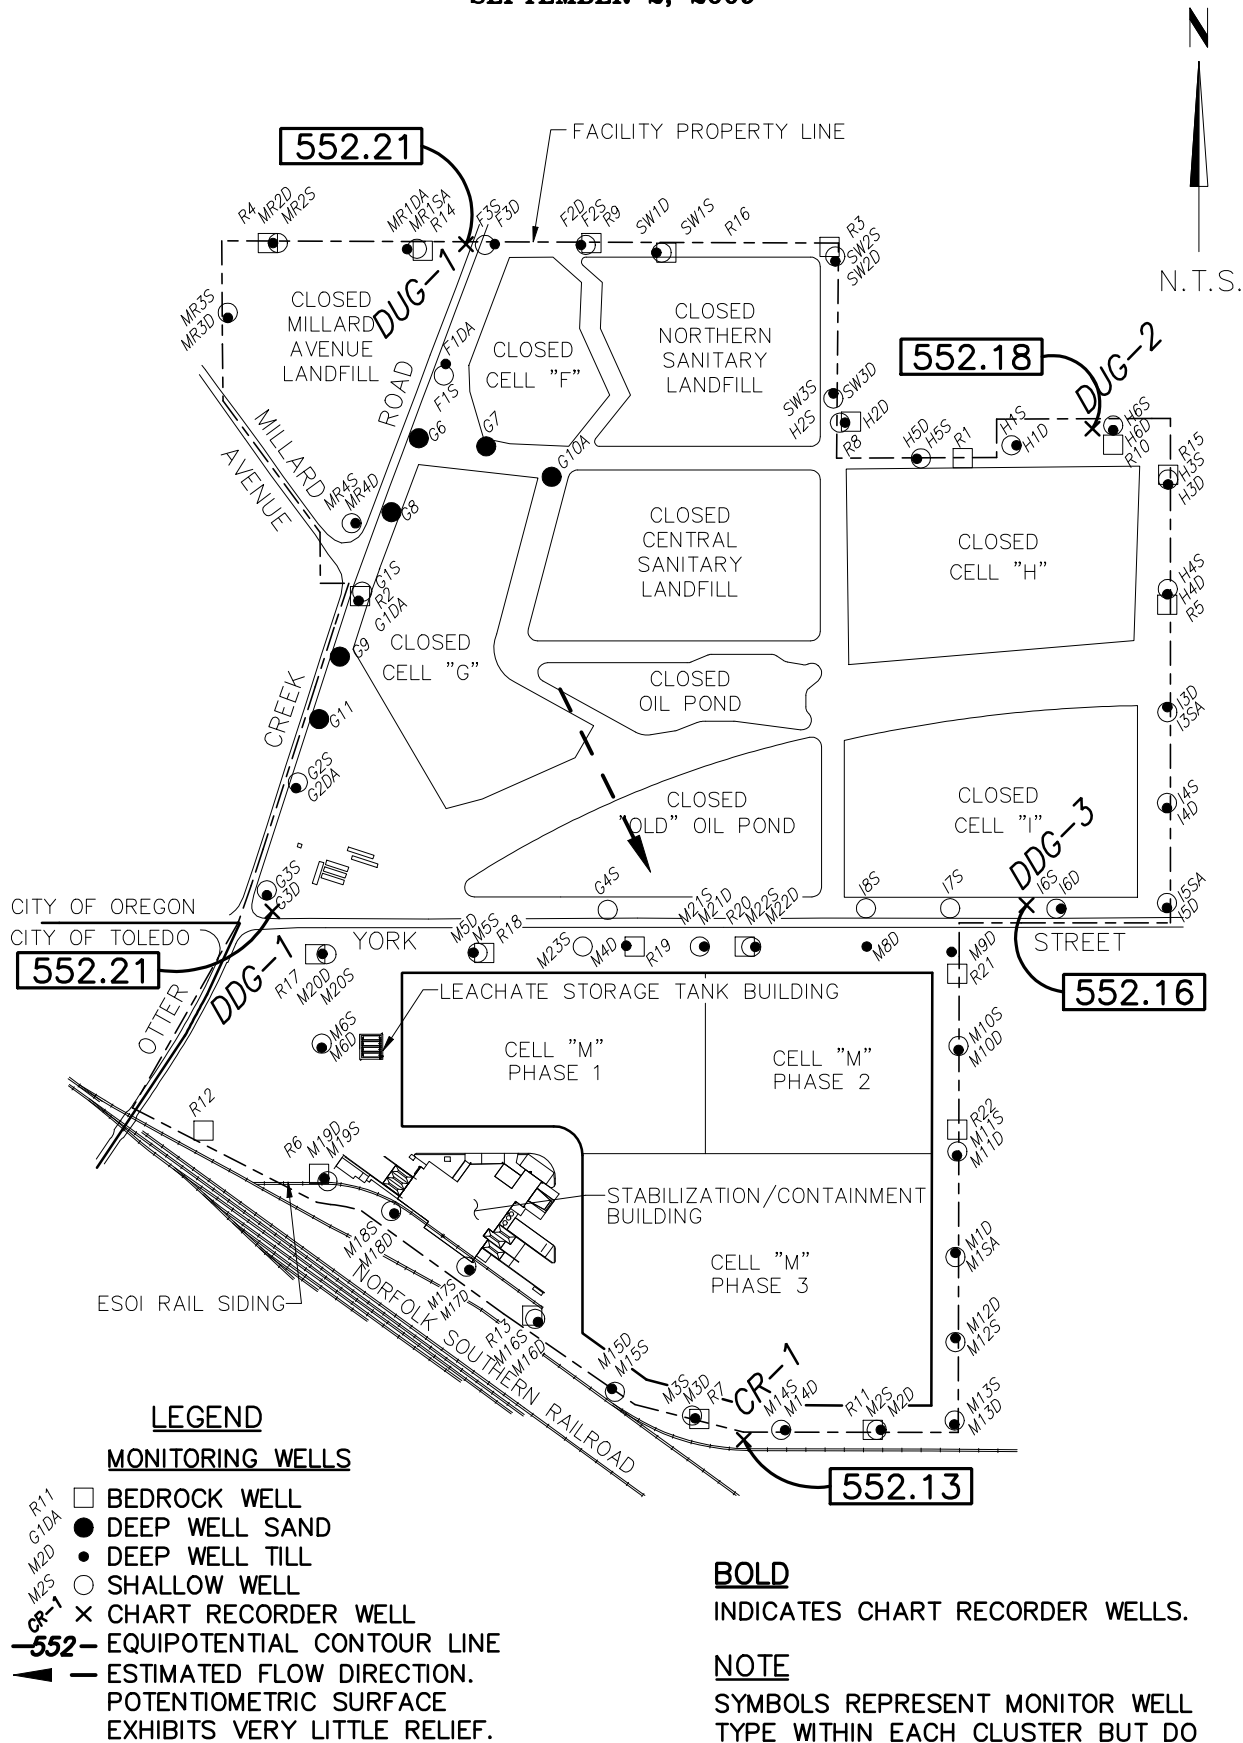 N
552.21
FACILITY PROPERTY LINE
R4
MR2D
MR2S
MR1DA
MR1SA
R14
F3S
F3D
F2D
F2S
R9
SW1D
SW1S
R16
R3
SW2S
SW2D
N.T.S.
DUG-1
MR3S
MR3D
CLOSED
MILLARD
AVENUE
LANDFILL
CLOSED
CELL "F"
CLOSED
NORTHERN
SANITARY
LANDFILL
552.18
DUG-2
F1DA
F1S
ROAD
SW3S
SW3D
H2S
H2D
R8
H5D
H5S
R1
H1S
H1D
H6S
H6D
R10
R15
H3S
H3D
MILLARD
AVENUE
G6
G7
G10A
MR4S
MR4D
G8
CLOSED
CENTRAL
SANITARY
LANDFILL
CLOSED
CELL "H"
G1S
R2
G1DA
H4S
H4D
R5
G9
CLOSED
CELL "G"
CLOSED
OIL POND
CREEK
G11
I3D
I3SA
G2S
G2DA
CLOSED
"OLD" OIL POND
CLOSED
CELL "I"
DDG-3
I4S
I4D
G3S
G3D
G4S
I8S
I7S
I6S
I6D
I5SA
I5D
CITY OF OREGON
CITY OF TOLEDO
552.21
DDG-1
YORK
STREET
R17
M20D
M20S
M5D
M5S
R18
M23S
M4D
R19
M21S
M21D
R20
M22S
M22D
M8D
M9D
R21
552.16
OTTER
LEACHATE STORAGE TANK BUILDING
M6S
M6D
CELL "M"
PHASE 1
CELL "M"
PHASE 2
M10S
M10D
R12
R22
M11S
M11D
R6
M19D
M19S
STABILIZATION/CONTAINMENT
BUILDING
M18S
M18D
M1D
M1SA
CELL "M"
PHASE 3
ESOI RAIL SIDING
M17S
M17D
NORFOLK SOUTHERN RAILROAD
R13
M16S
M16D
M12D
M12S
M15D
M15S
M3S
M3D
R7
CR-1
M14S
M14D
R11
M2S
M2D
M13S
M13D
552.13
LEGEND
MONITORING WELLS
R11 BEDROCK WELL
G1DA DEEP WELL SAND
M2D DEEP WELL TILL
M2S SHALLOW WELL
CR-1 CHART RECORDER WELL
552 EQUIPOTENTIAL CONTOUR LINE
ESTIMATED FLOW DIRECTION.
POTENTIOMETRIC SURFACE
EXHIBITS VERY LITTLE RELIEF.
BOLD
INDICATES CHART RECORDER WELLS.
NOTE
SYMBOLS REPRESENT MONITOR WELL
TYPE WITHIN EACH CLUSTER BUT DO